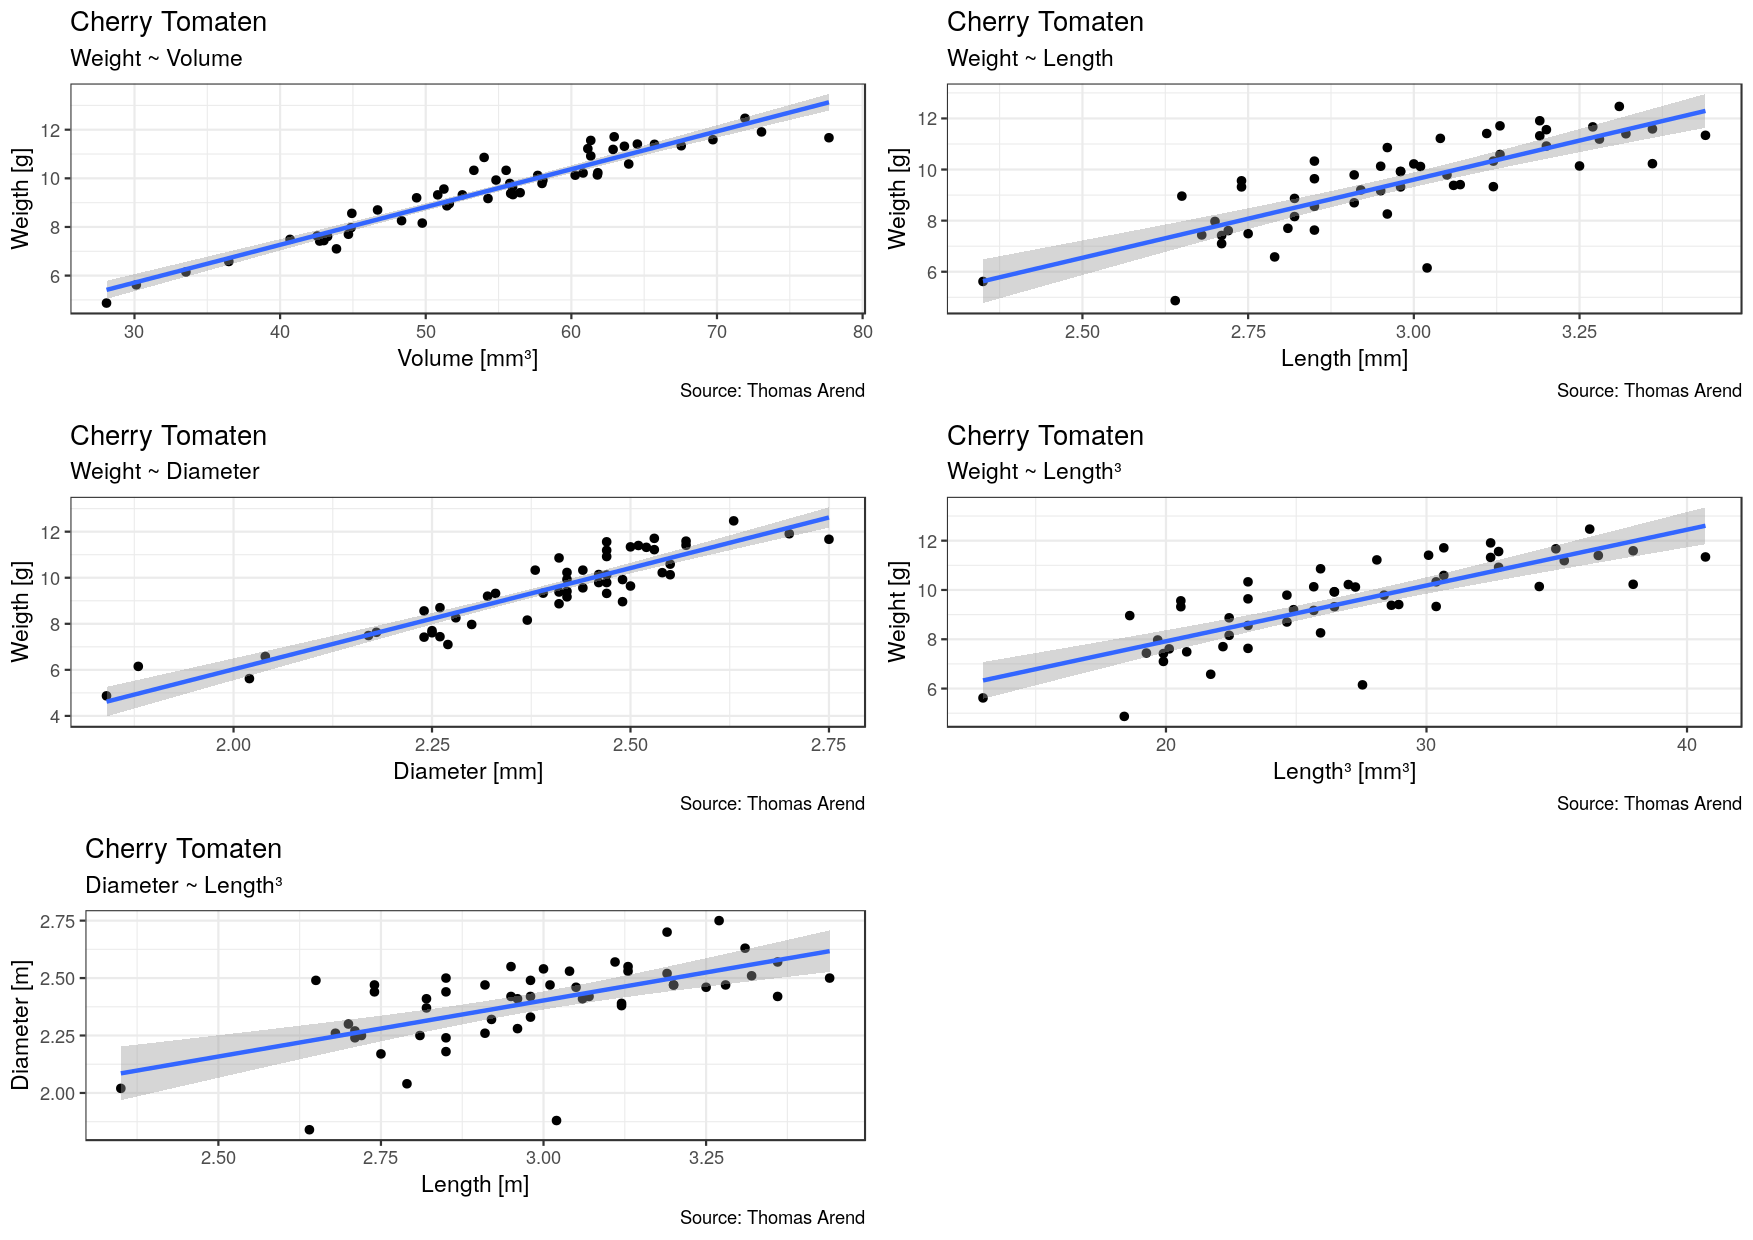 Cherry Tomaten
Weight ~ Volume
Weigth [g]
12
10
8
6
30 40 50 60 70 80
Volume [mm³]
Source: Thomas Arend
Cherry Tomaten
Weight ~ Length
Weigth [g]
12
10
8
6
2.50 2.75 3.00 3.25
Length [mm]
Source: Thomas Arend
Cherry Tomaten
Weight ~ Diameter
Weigth [g]
12
10
8
6
4
2.00 2.25 2.50 2.75
Diameter [mm]
Source: Thomas Arend
Cherry Tomaten
Weight ~ Length³
Weight [g]
12
10
8
6
20 30 40
Length³ [mm³]
Source: Thomas Arend
Cherry Tomaten
Diameter ~ Length³
Diameter [m]
2.75
2.50
2.25
2.00
2.50 2.75 3.00 3.25
Length [m]
Source: Thomas Arend